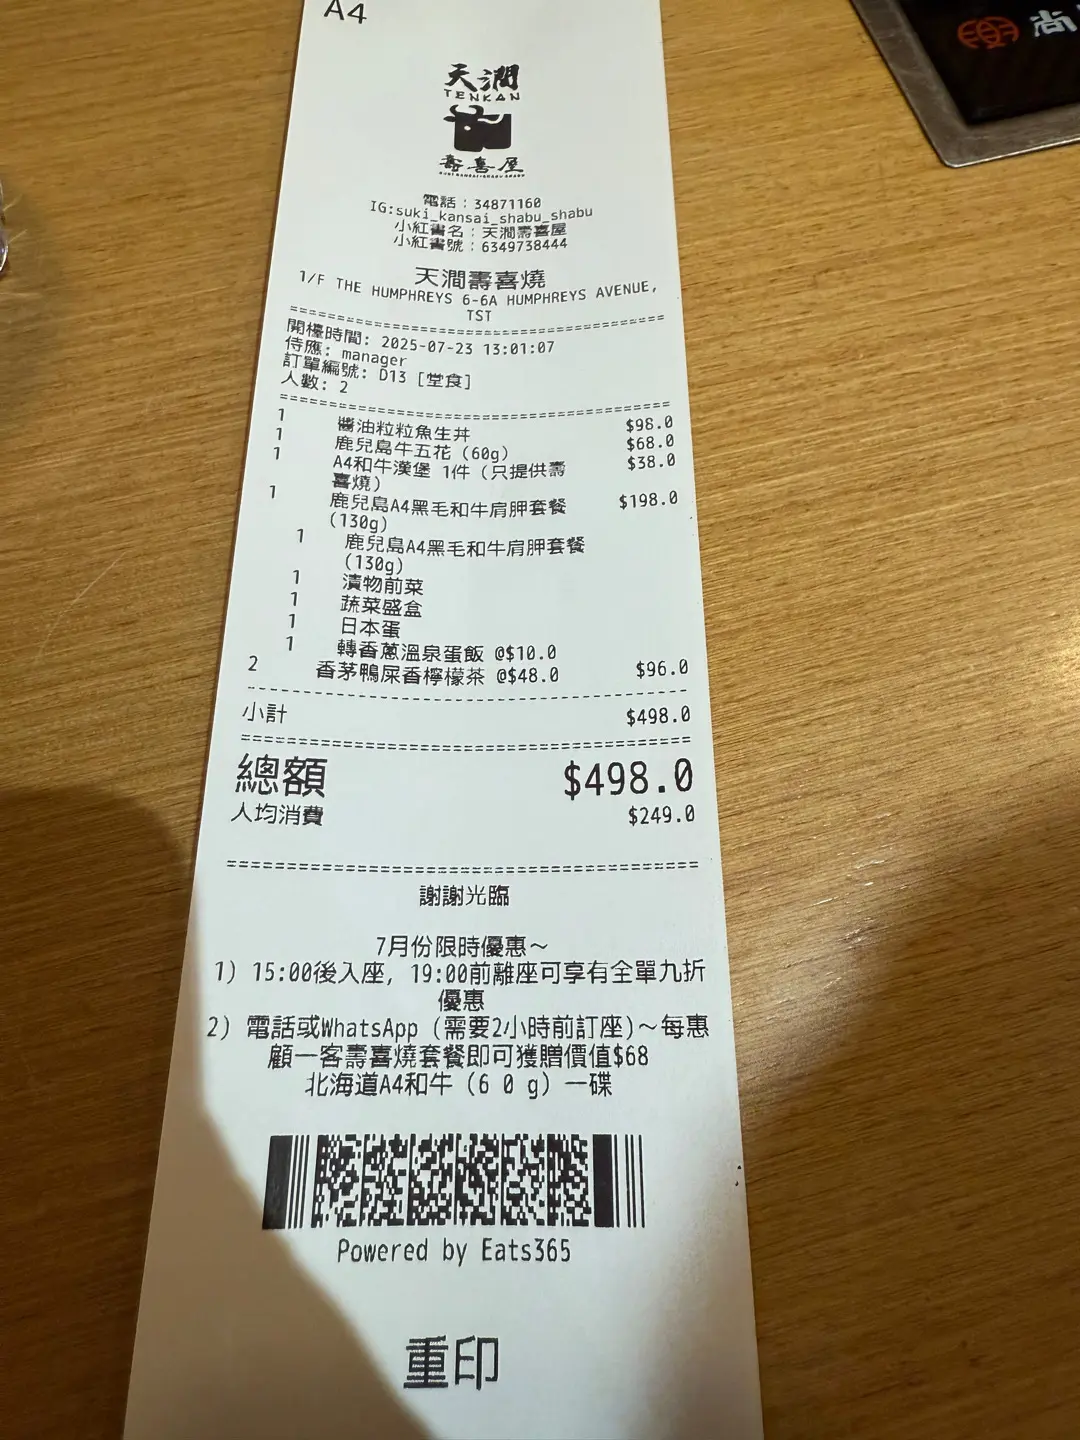 A4
天澗
TENKAN
壽喜屋
電話：34871160
IG:suki_kansai_shabu_shabu
小紅書名：天澗壽喜屋
小紅書號：6349738444
天澗壽喜燒
1/F THE HUMPHREYS 6-6A HUMPHREYS AVENUE,
TST
開檯時間: 2025-07-23 13:01:07
侍應: manager
訂單編號: D13 [堂食]
人數: 2
1 醬油粒粒魚生丼 $98.0
1 鹿兒島牛五花 (60g) $68.0
1 A4和牛漢堡 1件 (只提供壽 $38.0
喜燒)
1 鹿兒島A4黑毛和牛肩胛套餐 $198.0
(130g)
1 鹿兒島A4黑毛和牛肩胛套餐
(130g)
1 漬物前菜
1 蔬菜盛盒
1 日本蛋
1 轉香蔥溫泉蛋飯 @$10.0
2 香茅鴨屎香檸檬茶 @$48.0 $96.0
小計 $498.0
總額 $498.0
人均消費 $249.0
謝謝光臨
7月份限時優惠～
1) 15:00後入座, 19:00前離座可享有全單九折
優惠
2) 電話或WhatsApp (需要2小時前訂座)～每惠
顧一客壽喜燒套餐即可獲贈價值$68
北海道A4和牛 (６０ｇ) 一碟
Powered by Eats365
重印
尚